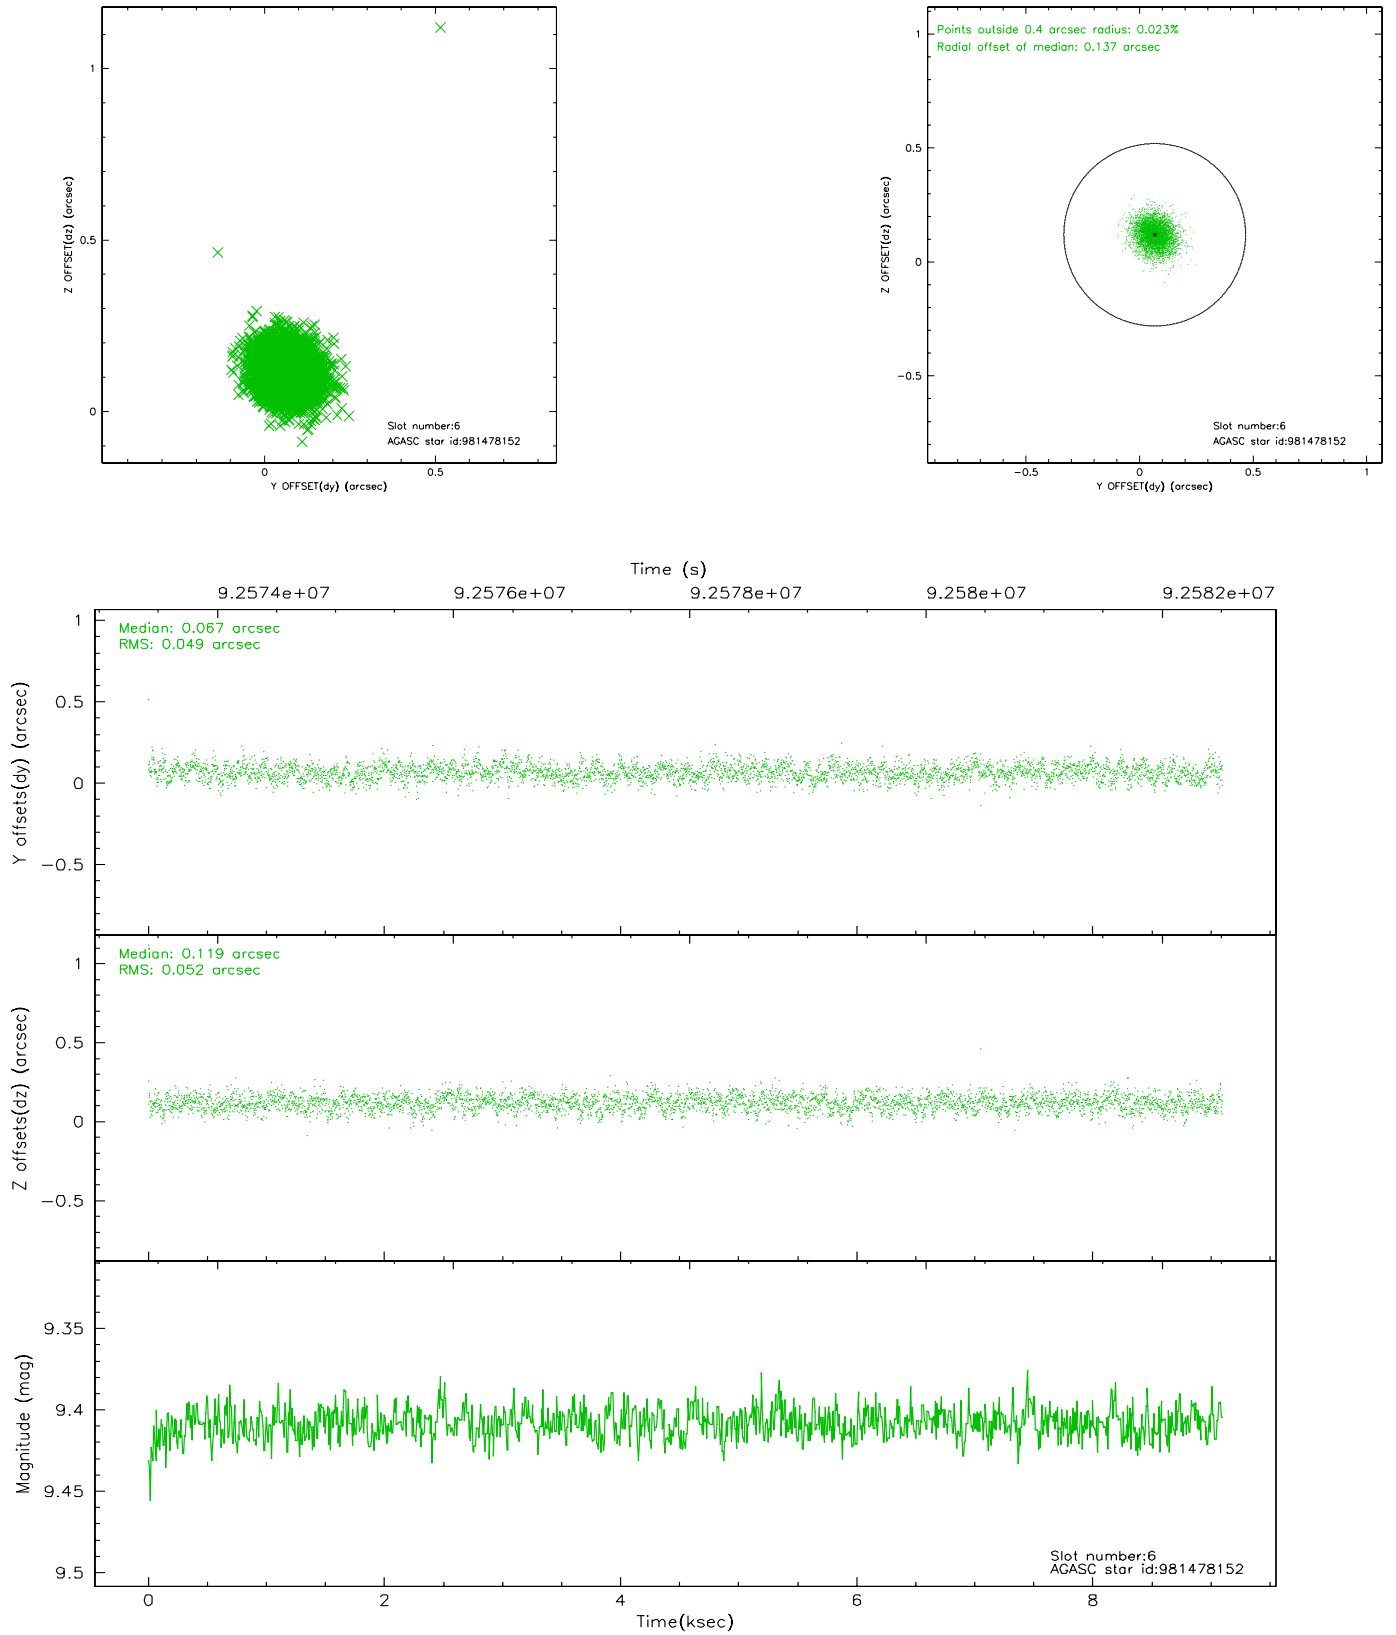 1
0.5
0
Z OFFSET(dz) (arcsec)
Slot number:6
AGASC star id:981478152
0
0.5
Y OFFSET(dy) (arcsec)
Points outside 0.4 arcsec radius: 0.023%
Radial offset of median: 0.137 arcsec
1
0.5
0
−0.5
Z OFFSET(dz) (arcsec)
Slot number:6
AGASC star id:981478152
−0.5
0
0.5
1
Y OFFSET(dy) (arcsec)
Time (s)
9.2574e+07
9.2576e+07
9.2578e+07
9.258e+07
9.2582e+07
Median: 0.067 arcsec
RMS: 0.049 arcsec
1
0.5
0
−0.5
Y offsets(dy) (arcsec)
Median: 0.119 arcsec
RMS: 0.052 arcsec
1
0.5
0
−0.5
Z offsets(dz) (arcsec)
9.35
9.4
9.45
9.5
Magnitude (mag)
Slot number:6
AGASC star id:981478152
0
2
4
6
8
Time(ksec)